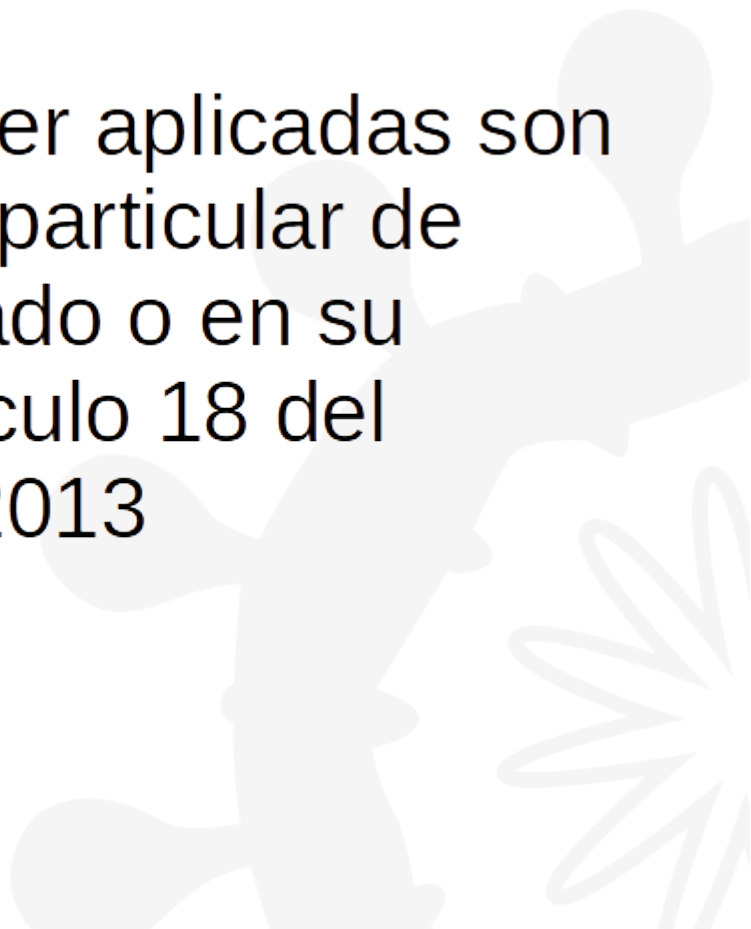 er aplicadas son
particular de
ado o en su
culo 18 del
2013